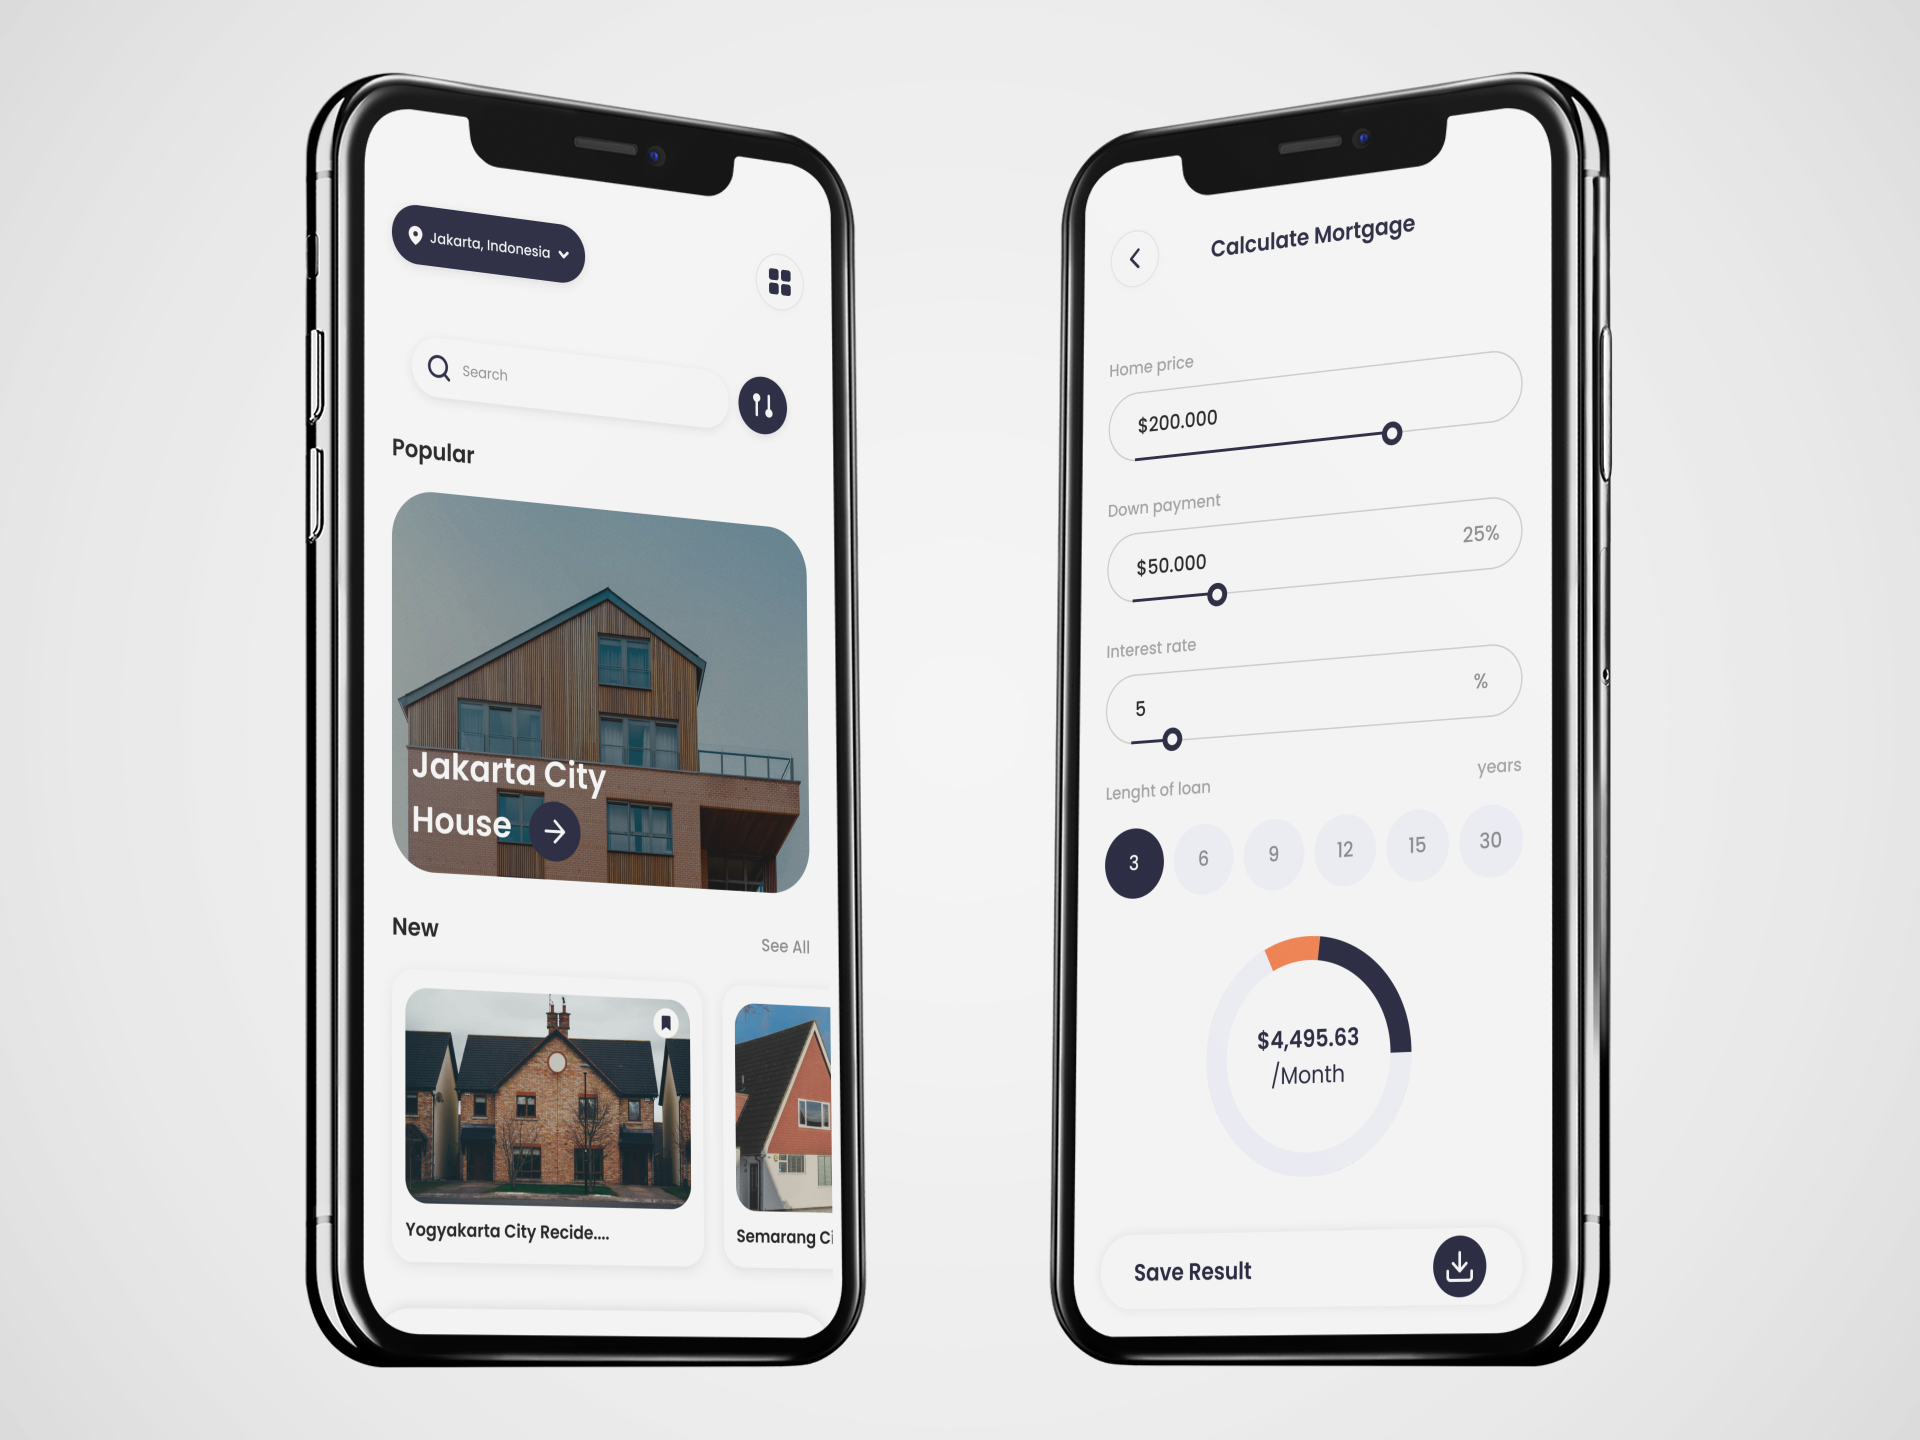 Jakarta, Indonesia
Search
Popular
Jakarta City
House
New
See All
Yogyakarta City Recide....
Semarang Ci
Calculate Mortgage
Home price
$200.000
Down payment
$50.000
25%
Interest rate
5
%
Lenght of loan
years
3
6
9
12
15
30
$4,495.63
/Month
Save Result